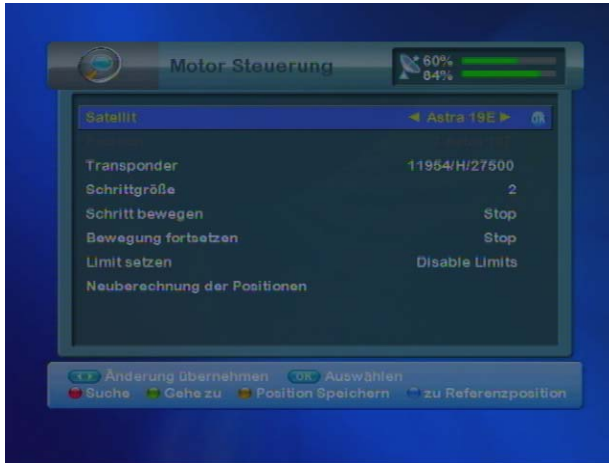 Motor Steuerung
60%
84%
Satellit ◄ Astra 19E ► OK
Transponder 11954/H/27500
Schrittgröße 2
Schritt bewegen Stop
Bewegung fortsetzen Stop
Limit setzen Disable Limits
Neuberechnung der Positionen
Änderung übernehmen OK Auswählen
Suche Gehe zu Position Speichern zu Referenzposition